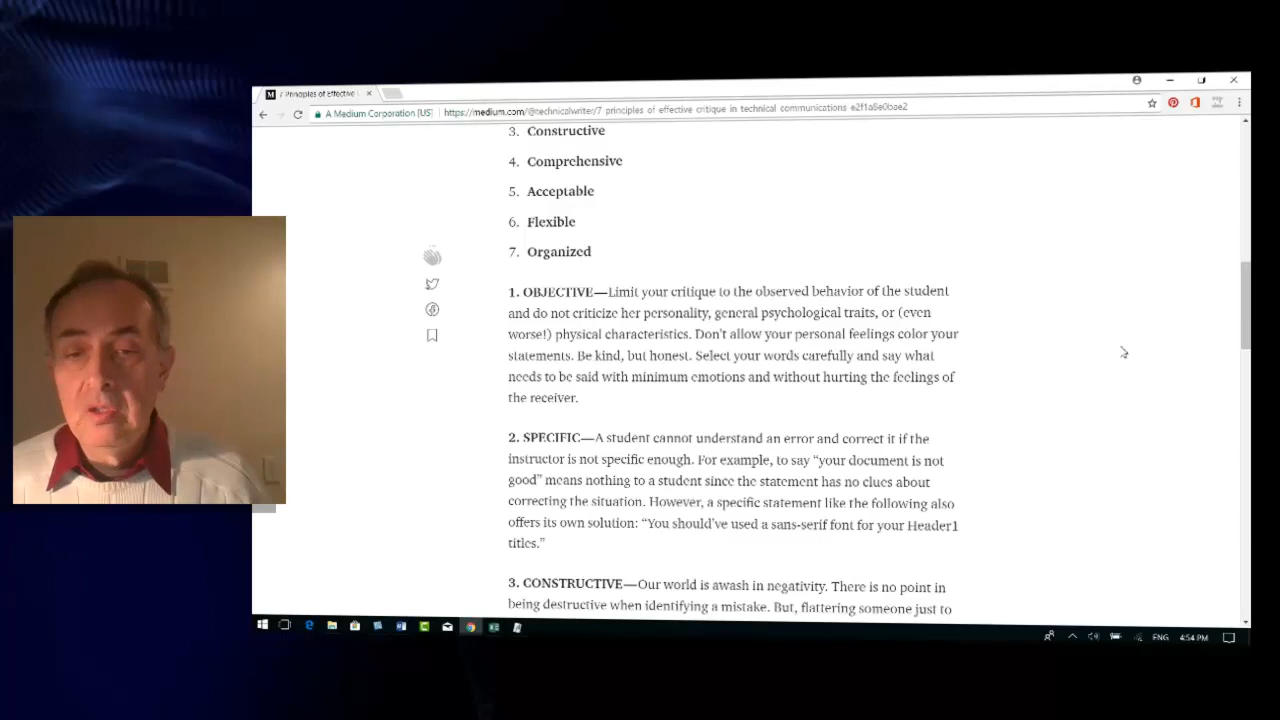 7 Principles of Effective
A Medium Corporation [US]
https://medium.com/@technicalwriter/7 principles of effective critique in technical communications e2f1a5e0bae2
3. Constructive
4. Comprehensive
5. Acceptable
6. Flexible
7. Organized
1. OBJECTIVE—Limit your critique to the observed behavior of the student
and do not criticize her personality, general psychological traits, or (even
worse!) physical characteristics. Don't allow your personal feelings color your
statements. Be kind, but honest. Select your words carefully and say what
needs to be said with minimum emotions and without hurting the feelings of
the receiver.
2. SPECIFIC—A student cannot understand an error and correct it if the
instructor is not specific enough. For example, to say “your document is not
good” means nothing to a student since the statement has no clues about
correcting the situation. However, a specific statement like the following also
offers its own solution: “You should've used a sans-serif font for your Header1
titles.”
3. CONSTRUCTIVE—Our world is awash in negativity. There is no point in
being destructive when identifying a mistake. But, flattering someone just to
ENG
4:54 PM